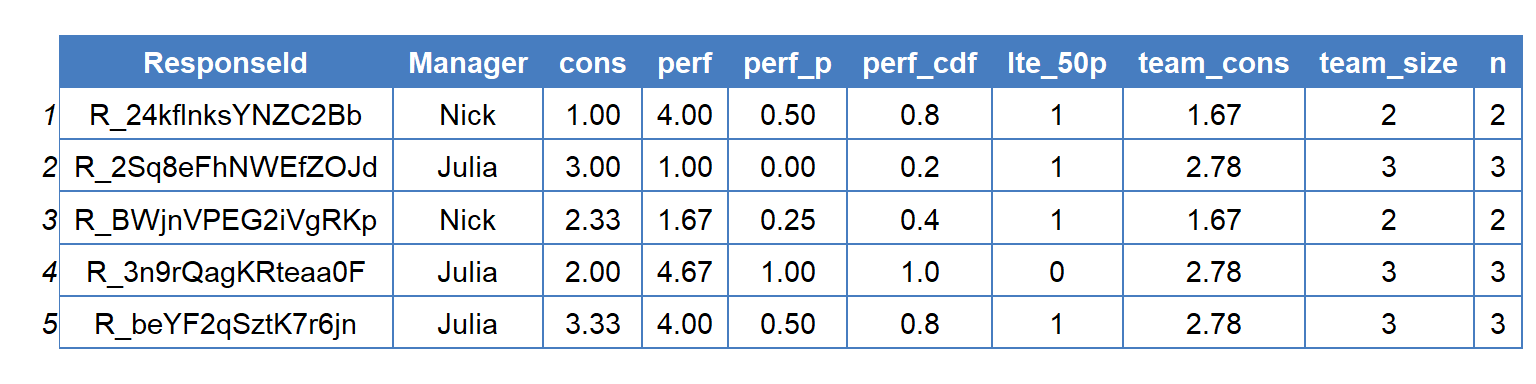 ResponseId Manager cons perf perf_p perf_cdf lte_50p team_cons team_size n
1 R_24kflnksYNZC2Bb Nick 1.00 4.00 0.50 0.8 1 1.67 2 2
2 R_2Sq8eFhNWEfZOJd Julia 3.00 1.00 0.00 0.2 1 2.78 3 3
3 R_BWjnVPEG2iVgRKp Nick 2.33 1.67 0.25 0.4 1 1.67 2 2
4 R_3n9rQagKRteaa0F Julia 2.00 4.67 1.00 1.0 0 2.78 3 3
5 R_beYF2qSztK7r6jn Julia 3.33 4.00 0.50 0.8 1 2.78 3 3